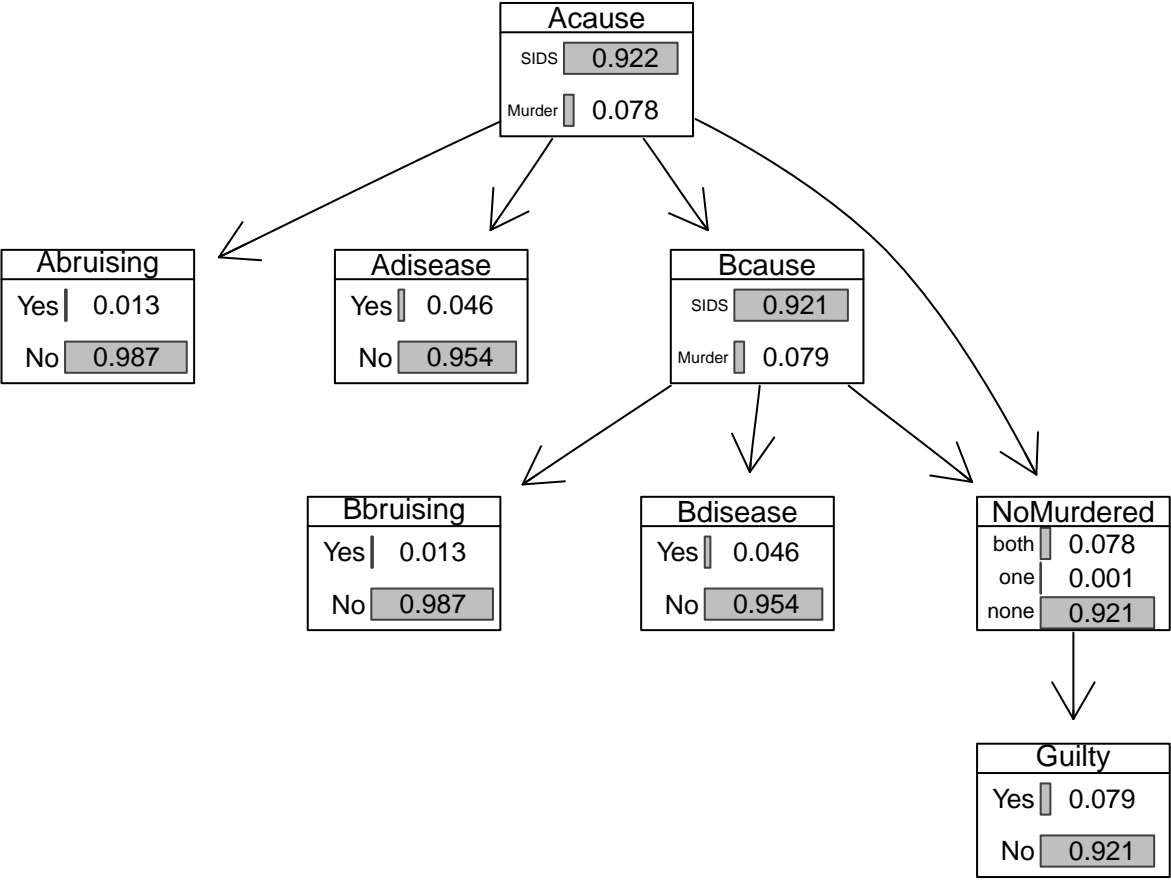 Acause
SIDS 0.922
Murder 0.078
Abruising
Yes 0.013
No 0.987
Adisease
Yes 0.046
No 0.954
Bcause
SIDS 0.921
Murder 0.079
Bbruising
Yes 0.013
No 0.987
Bdisease
Yes 0.046
No 0.954
NoMurdered
both 0.078
one 0.001
none 0.921
Guilty
Yes 0.079
No 0.921